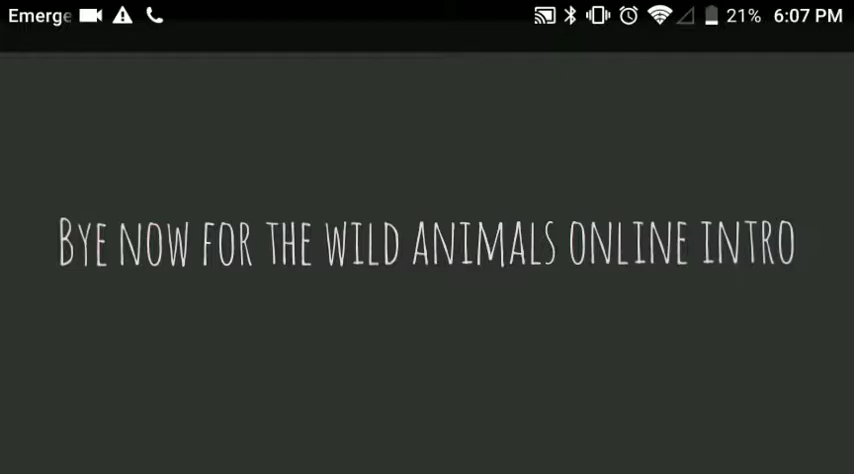 Emerge 21% 6:07 PM
Bye now for the wild animals online intro